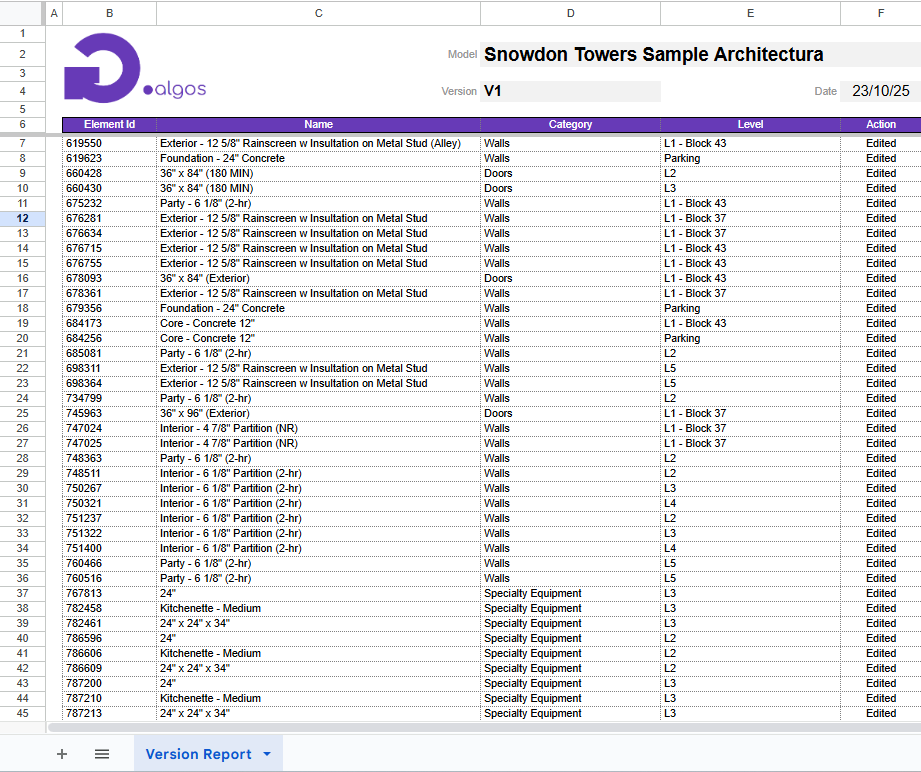 A B C D E F
1
2 Model Snowdon Towers Sample Architectura
3
.algos
4 Version V1 Date 23/10/25
5
6 Element Id Name Category Level Action
7 619550 Exterior - 12 5/8" Rainscreen w Insultation on Metal Stud (Alley) Walls L1 - Block 43 Edited
8 619623 Foundation - 24" Concrete Walls Parking Edited
9 660428 36" x 84" (180 MIN) Doors L2 Edited
10 660430 36" x 84" (180 MIN) Doors L3 Edited
11 675232 Party - 6 1/8" (2-hr) Walls L1 - Block 43 Edited
12 676281 Exterior - 12 5/8" Rainscreen w Insultation on Metal Stud Walls L1 - Block 37 Edited
13 676634 Exterior - 12 5/8" Rainscreen w Insultation on Metal Stud Walls L1 - Block 37 Edited
14 676715 Exterior - 12 5/8" Rainscreen w Insultation on Metal Stud Walls L1 - Block 43 Edited
15 676755 Exterior - 12 5/8" Rainscreen w Insultation on Metal Stud Walls L1 - Block 43 Edited
16 678093 36" x 84" (Exterior) Doors L1 - Block 43 Edited
17 678361 Exterior - 12 5/8" Rainscreen w Insultation on Metal Stud Walls L1 - Block 37 Edited
18 679356 Foundation - 24" Concrete Walls Parking Edited
19 684173 Core - Concrete 12" Walls L1 - Block 43 Edited
20 684256 Core - Concrete 12" Walls Parking Edited
21 685081 Party - 6 1/8" (2-hr) Walls L2 Edited
22 698311 Exterior - 12 5/8" Rainscreen w Insultation on Metal Stud Walls L5 Edited
23 698364 Exterior - 12 5/8" Rainscreen w Insultation on Metal Stud Walls L5 Edited
24 734799 Party - 6 1/8" (2-hr) Walls L2 Edited
25 745963 36" x 96" (Exterior) Doors L1 - Block 37 Edited
26 747024 Interior - 4 7/8" Partition (NR) Walls L1 - Block 37 Edited
27 747025 Interior - 4 7/8" Partition (NR) Walls L1 - Block 37 Edited
28 748363 Party - 6 1/8" (2-hr) Walls L2 Edited
29 748511 Interior - 6 1/8" Partition (2-hr) Walls L2 Edited
30 750267 Interior - 6 1/8" Partition (2-hr) Walls L3 Edited
31 750321 Interior - 6 1/8" Partition (2-hr) Walls L4 Edited
32 751237 Interior - 6 1/8" Partition (2-hr) Walls L2 Edited
33 751322 Interior - 6 1/8" Partition (2-hr) Walls L3 Edited
34 751400 Interior - 6 1/8" Partition (2-hr) Walls L4 Edited
35 760466 Party - 6 1/8" (2-hr) Walls L5 Edited
36 760516 Party - 6 1/8" (2-hr) Walls L5 Edited
37 767813 24" Specialty Equipment L3 Edited
38 782458 Kitchenette - Medium Specialty Equipment L3 Edited
39 782461 24" x 24" x 34" Specialty Equipment L3 Edited
40 786596 24" Specialty Equipment L2 Edited
41 786606 Kitchenette - Medium Specialty Equipment L2 Edited
42 786609 24" x 24" x 34" Specialty Equipment L2 Edited
43 787200 24" Specialty Equipment L3 Edited
44 787210 Kitchenette - Medium Specialty Equipment L3 Edited
45 787213 24" x 24" x 34" Specialty Equipment L3 Edited
Version Report